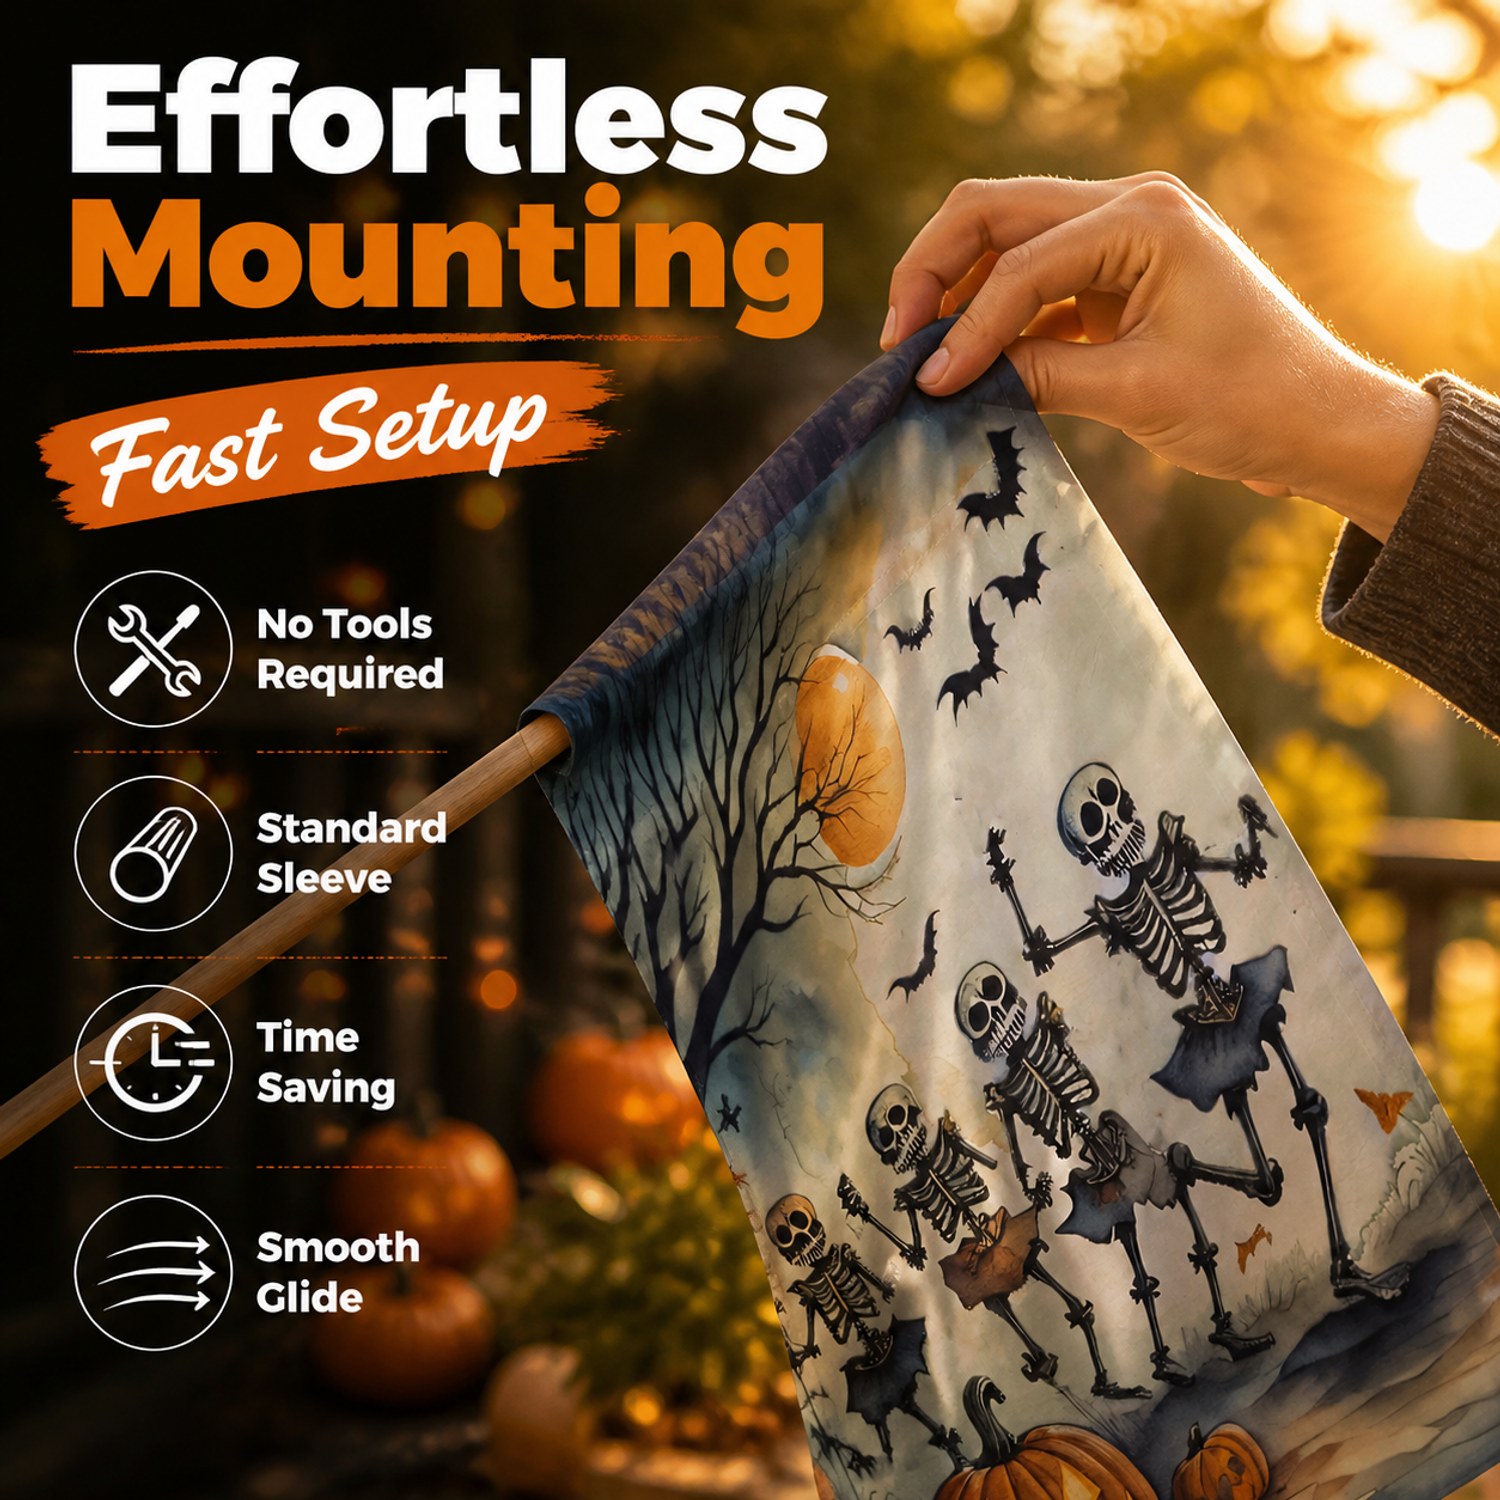 Effortless
Mounting
Fast Setup
No Tools
Required
Standard
Sleeve
Time
Saving
Smooth
Glide